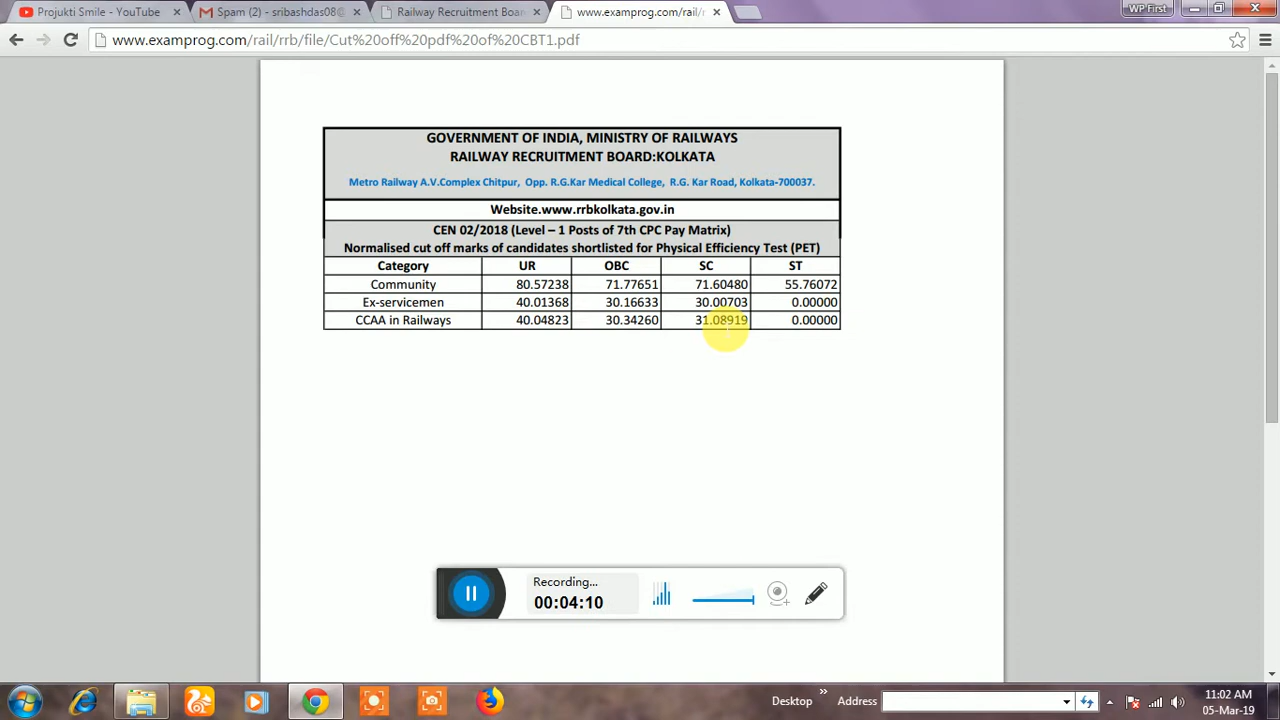 Projukti Smile - YouTube
Spam (2) - sribashdas08@
Railway Recruitment Boar
www.examprog.com/rail/r
WP First
www.examprog.com/rail/rrb/file/Cut%20off%20pdf%20of%20CBT1.pdf
GOVERNMENT OF INDIA, MINISTRY OF RAILWAYS
RAILWAY RECRUITMENT BOARD:KOLKATA
Metro Railway A.V.Complex Chitpur, Opp. R.G.Kar Medical College, R.G. Kar Road, Kolkata-700037.
Website.www.rrbkolkata.gov.in
CEN 02/2018 (Level – 1 Posts of 7th CPC Pay Matrix)
Normalised cut off marks of candidates shortlisted for Physical Efficiency Test (PET)
Category UR OBC SC ST
Community 80.57238 71.77651 71.60480 55.76072
Ex-servicemen 40.01368 30.16633 30.00703 0.00000
CCAA in Railways 40.04823 30.34260 31.08919 0.00000
Recording...
00:04:10
Desktop » Address
11:02 AM
05-Mar-19